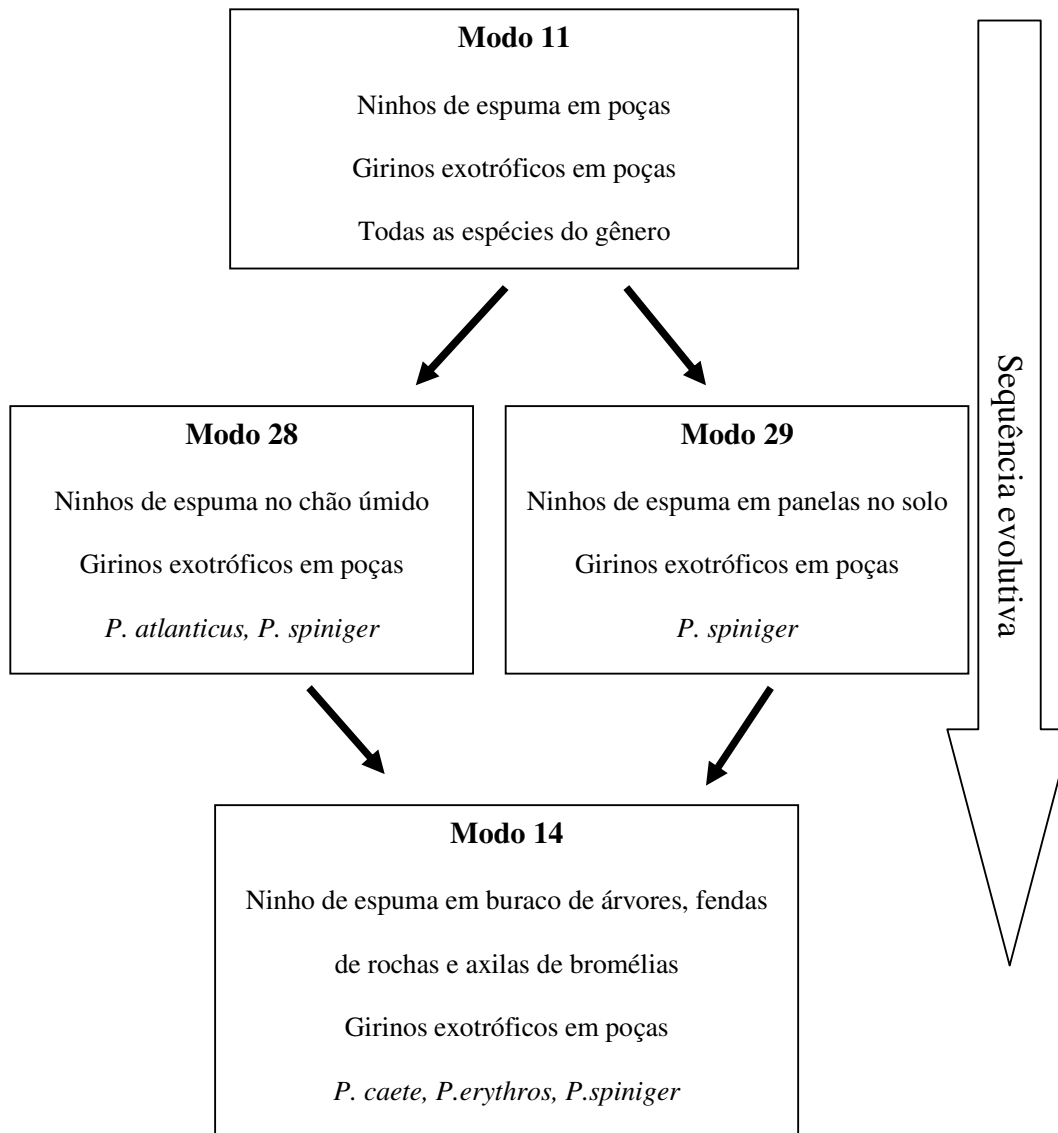 Modo 11
Ninhos de espuma em poças
Girinos exotróficos em poças
Todas as espécies do gênero
Modo 28
Ninhos de espuma no chão úmido
Girinos exotróficos em poças
P. atlanticus, P. spiniger
Modo 29
Ninhos de espuma em panelas no solo
Girinos exotróficos em poças
P. spiniger
Modo 14
Ninho de espuma em buraco de árvores, fendas
de rochas e axilas de bromélias
Girinos exotróficos em poças
P. caete, P.erythros, P.spiniger
Sequência evolutiva